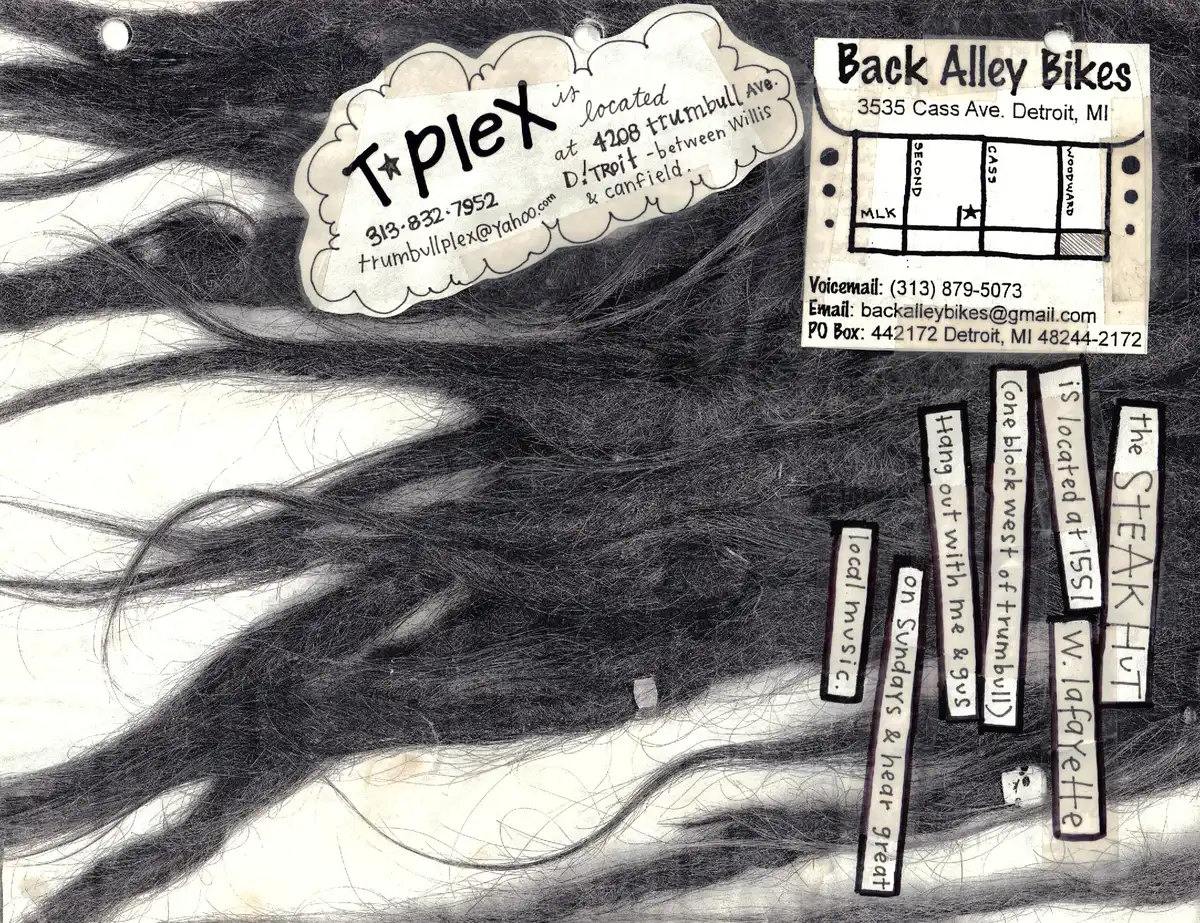 T★PleX is located
at 4208 trumbull Ave.
D!TRoit - between Willis
& canfield.
313-832-7952
trumbullplex@yahoo.com
Back Alley Bikes
3535 Cass Ave. Detroit, MI
SECOND
CASS
WOODWARD
MLK
Voicemail: (313) 879-5073
Email: backalleybikes@gmail.com
PO Box: 442172 Detroit, MI 48244-2172
the STEAK HuT
is located at 1551
W. lafayette
(one block west of trumbull)
Hang out with me & gus
on Sundays & hear great
local music.